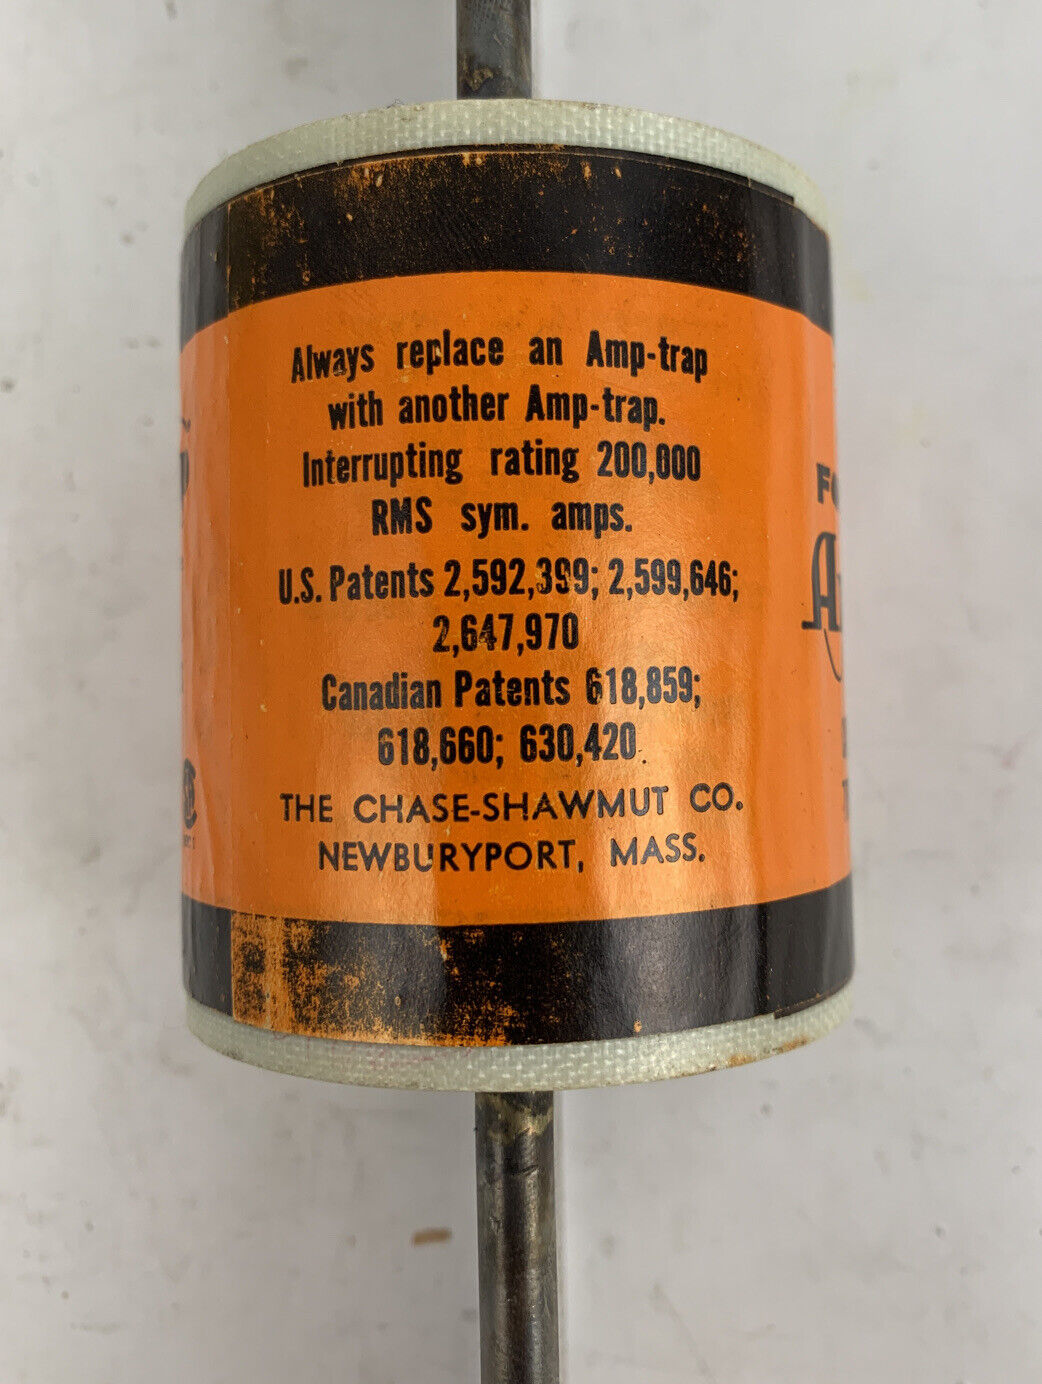 Always replace an Amp-trap
with another Amp-trap.
Interrupting rating 200,000
RMS sym. amps.
U.S. Patents 2,592,399; 2,599,646;
2,647,970
Canadian Patents 618,859;
618,660; 630,420
THE CHASE-SHAWMUT CO.
NEWBURYPORT, MASS.